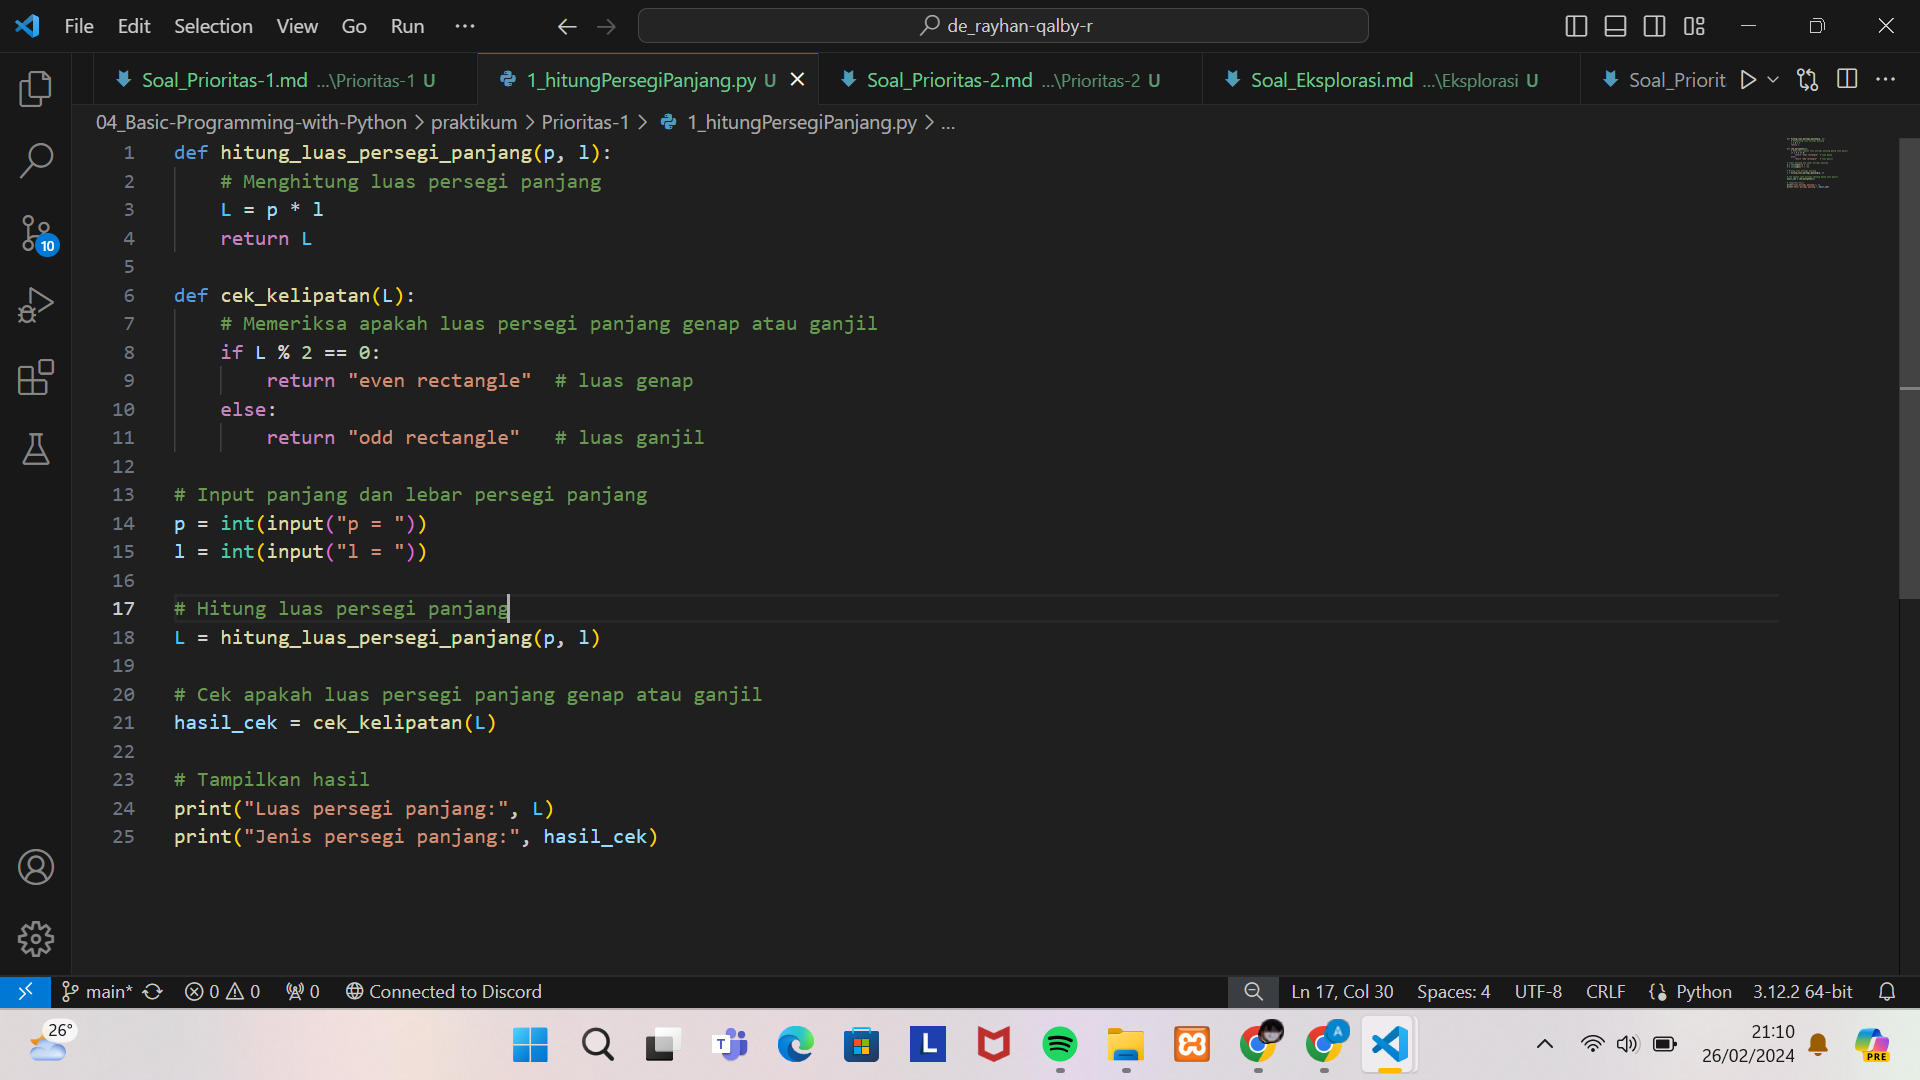 File Edit Selection View Go Run ··· de_rayhan-qalby-r
Soal_Prioritas-1.md ...\Prioritas-1 U 1_hitungPersegiPanjang.py U Soal_Prioritas-2.md ...\Prioritas-2 U Soal_Eksplorasi.md ...\Eksplorasi U Soal_Priorit
04_Basic-Programming-with-Python > praktikum > Prioritas-1 > 1_hitungPersegiPanjang.py > ...
1 def hitung_luas_persegi_panjang(p, l):
2 # Menghitung luas persegi panjang
3 L = p * l
4 return L
5
6 def cek_kelipatan(L):
7 # Memeriksa apakah luas persegi panjang genap atau ganjil
8 if L % 2 == 0:
9 return "even rectangle" # luas genap
10 else:
11 return "odd rectangle" # luas ganjil
12
13 # Input panjang dan lebar persegi panjang
14 p = int(input("p = "))
15 l = int(input("l = "))
16
17 # Hitung luas persegi panjang
18 L = hitung_luas_persegi_panjang(p, l)
19
20 # Cek apakah luas persegi panjang genap atau ganjil
21 hasil_cek = cek_kelipatan(L)
22
23 # Tampilkan hasil
24 print("Luas persegi panjang:", L)
25 print("Jenis persegi panjang:", hasil_cek)
10
main* 0 0 0 Connected to Discord Ln 17, Col 30 Spaces: 4 UTF-8 CRLF Python 3.12.2 64-bit
26° T L A 21:10
26/02/2024 PRE